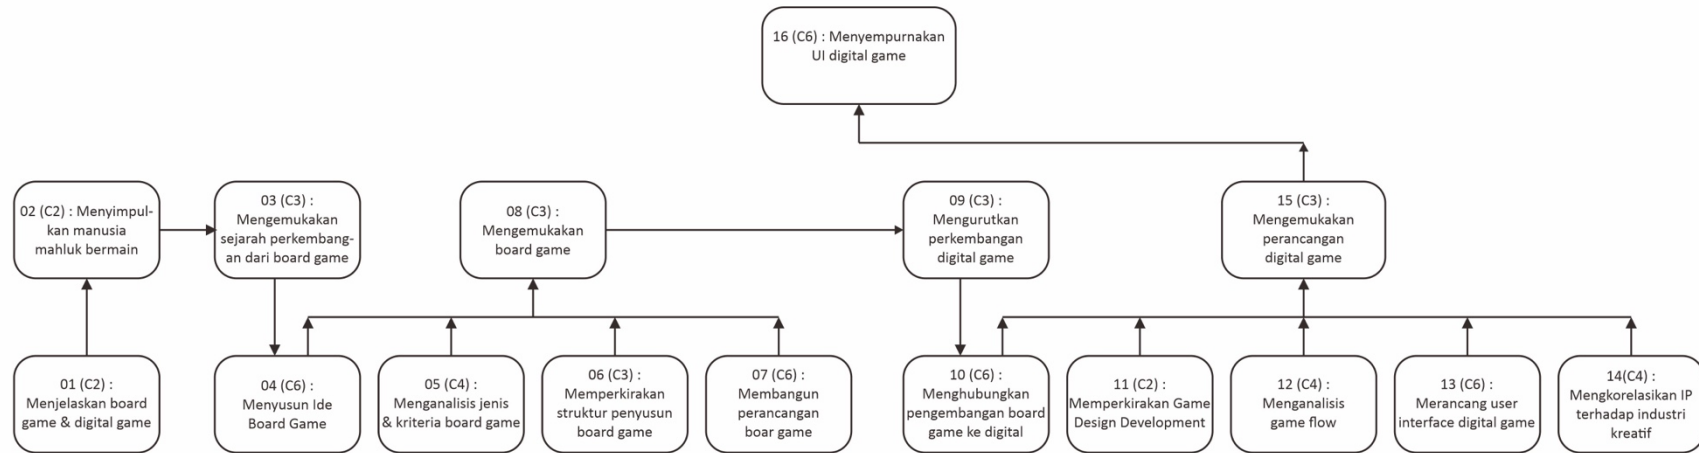 16 (C6) : Menyempurnakan
UI digital game
02 (C2) : Menyimpul-
kan manusia
mahluk bermain
03 (C3) :
Mengemukakan
sejarah perkembang-
an dari board game
08 (C3) :
Mengemukakan
board game
09 (C3) :
Mengurutkan
perkembangan
digital game
15 (C3) :
Mengemukakan
perancangan
digital game
01 (C2) :
Menjelaskan board
game & digital game
04 (C6) :
Menyusun Ide
Board Game
05 (C4) :
Menganalisis jenis
& kriteria board game
06 (C3) :
Memperkirakan
struktur penyusun
board game
07 (C6) :
Membangun
perancangan
boar game
10 (C6) :
Menghubungkan
pengembangan board
game ke digital
11 (C2) :
Memperkirakan Game
Design Development
12 (C4) :
Menganalisis
game flow
13 (C6) :
Merancang user
interface digital game
14(C4) :
Mengkorelasikan IP
terhadap industri
kreatif